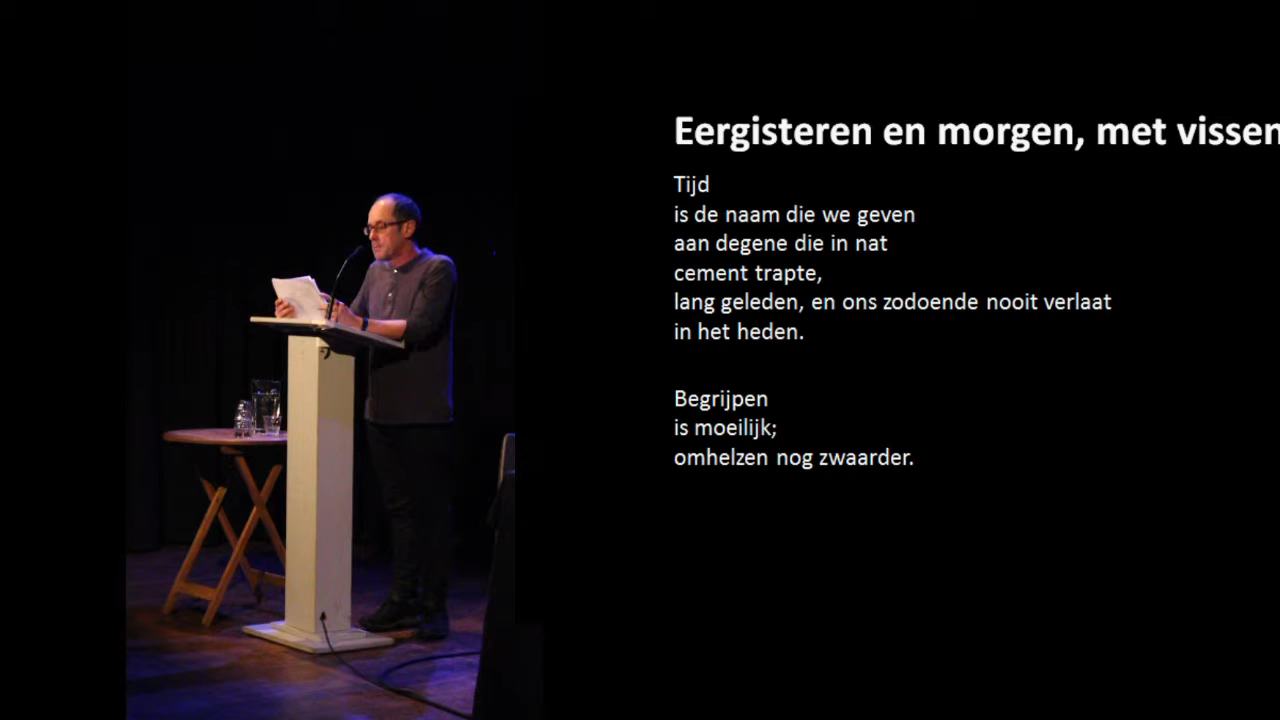 Eergisteren en morgen, met vissen
Tijd
is de naam die we geven
aan degene die in nat
cement trapte,
lang geleden, en ons zodoende nooit verlaat
in het heden.
Begrijpen
is moeilijk;
omhelzen nog zwaarder.